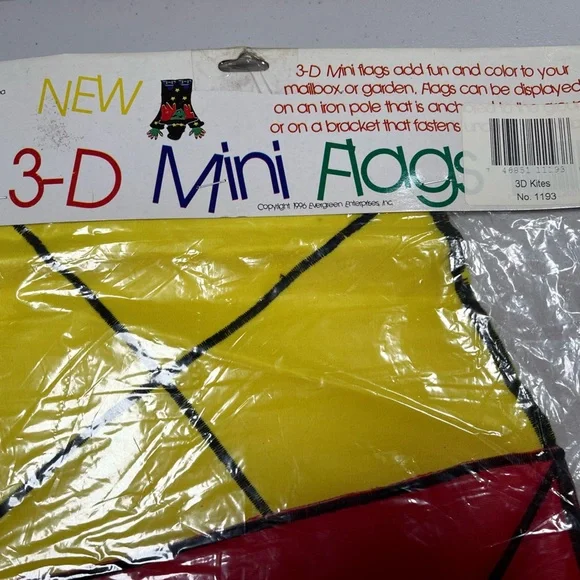 NEW
3-D Mini flags add fun and color to your
mailbox or garden. Flags can be displayed
on an iron pole that is
or on a bracket that fastens
3-D Mini Flags
Copyright 1996 Evergreen Enterprises, Inc.
46851 11193
3D Kites
No. 1193